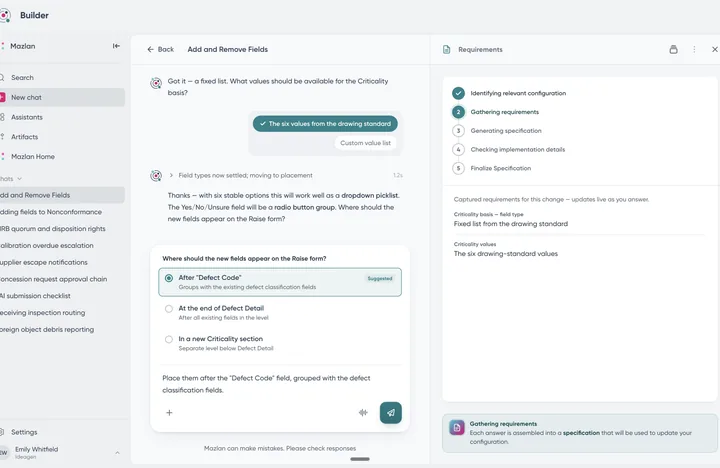 Builder
Mazlan
Search
New chat
Assistants
Artifacts
Mazlan Home
hats
dd and Remove Fields
dding fields to Nonconformance
RB quorum and disposition rights
alibration overdue escalation
upplier escape notifications
oncession request approval chain
AI submission checklist
eceiving inspection routing
oreign object debris reporting
Settings
EW
Emily Whitfield
Ideagen
Back
Add and Remove Fields
Got it — a fixed list. What values should be available for the Criticality
basis?
The six values from the drawing standard
Custom value list
Field types now settled; moving to placement
1.2s
Thanks — with six stable options this will work well as a dropdown picklist.
The Yes/No/Unsure field will be a radio button group. Where should the
new fields appear on the Raise form?
Where should the new fields appear on the Raise form?
After "Defect Code"
Suggested
Groups with the existing defect classification fields
At the end of Defect Detail
After all existing fields in the level
In a new Criticality section
Separate level below Defect Detail
Place them after the "Defect Code" field, grouped with the defect
classification fields.
Mazlan can make mistakes. Please check responses
Requirements
Identifying relevant configuration
2 Gathering requirements
3 Generating specification
4 Checking implementation details
5 Finalize Specification
Captured requirements for this change — updates live as you answer.
Criticality basis — field type
Fixed list from the drawing standard
Criticality values
The six drawing-standard values
Gathering requirements
Each answer is assembled into a specification that will be used to update your
configuration.